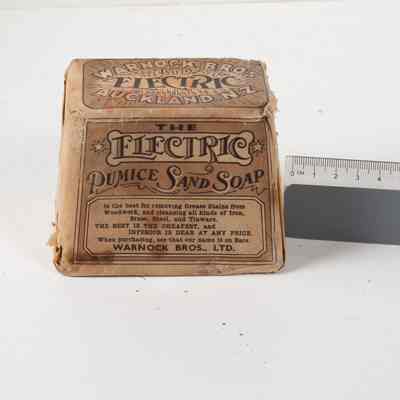 WARNOCK BROS
ELECTRIC
AUCKLAND N.Z.
THE
ELECTRIC
PUMICE SAND SOAP
is the best for removing Grease Stains from
Woodwork, and cleansing all kinds of Iron,
Brass, Steel, and Tinware.
THE BEST IS THE CHEAPEST, and
INFERIOR IS DEAR AT ANY PRICE.
When purchasing, see that our name is on Bars.
WARNOCK BROS., LTD.
0 1 2 3 4
CM